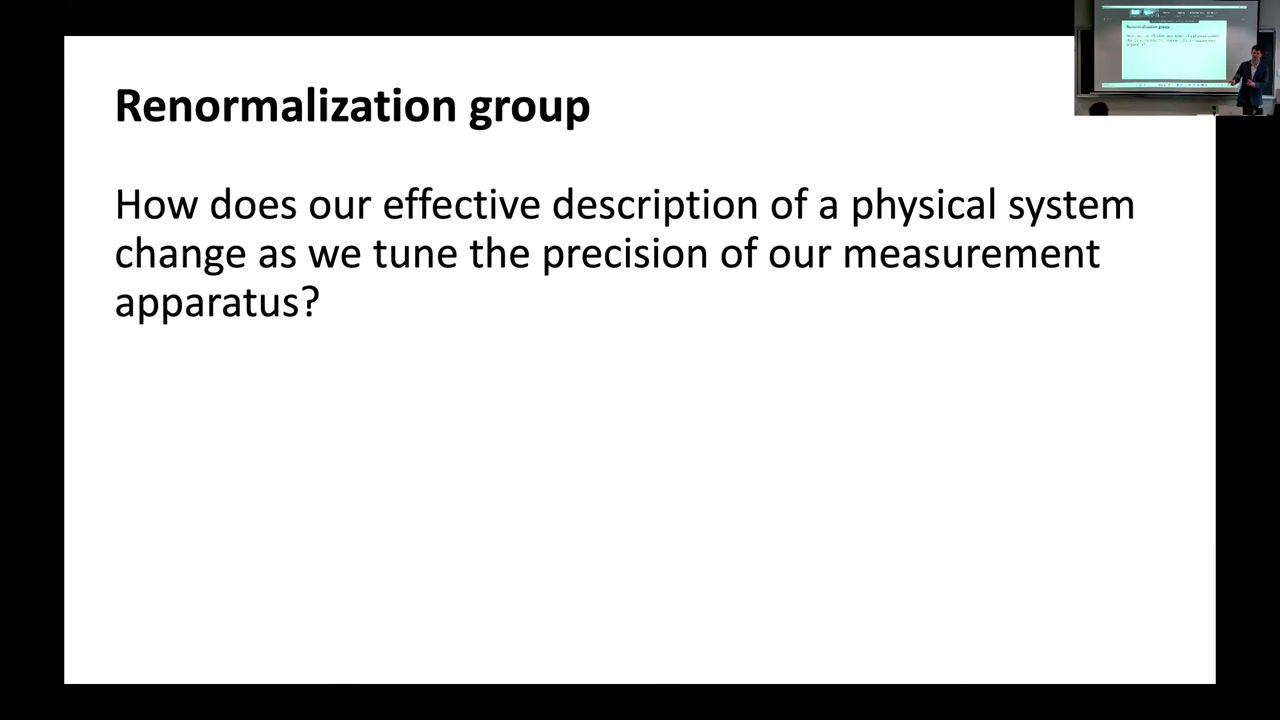 Renormalization group
How does our effective description of a physical system
change as we tune the precision of our measurement
apparatus?